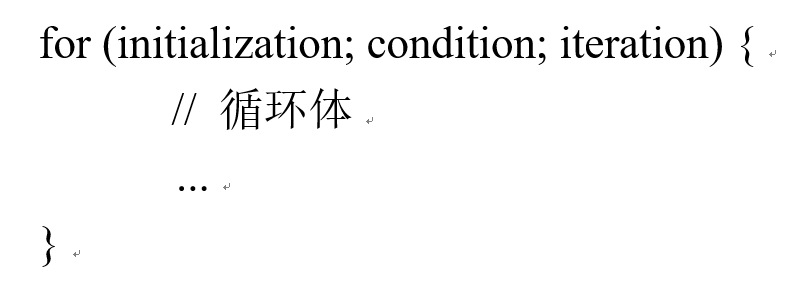 for (initialization; condition; iteration) {
// 循环体
...
}